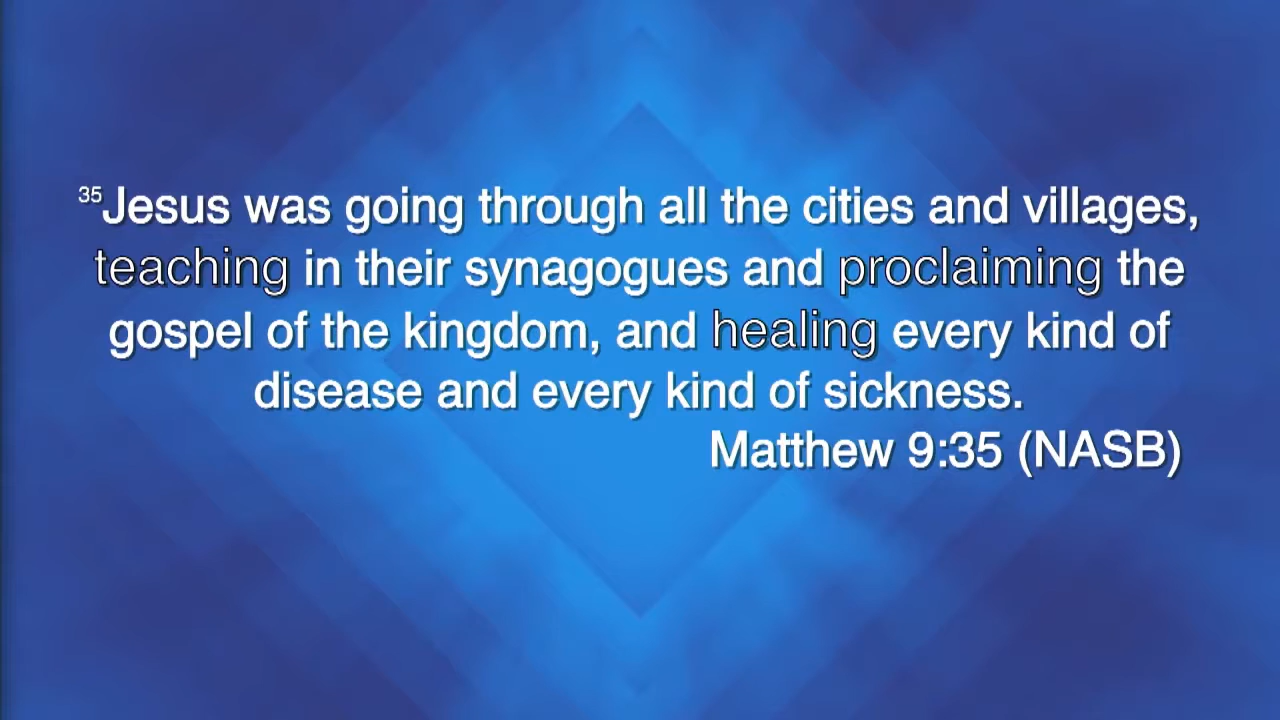 35Jesus was going through all the cities and villages,
teaching in their synagogues and proclaiming the
gospel of the kingdom, and healing every kind of
disease and every kind of sickness.
Matthew 9:35 (NASB)